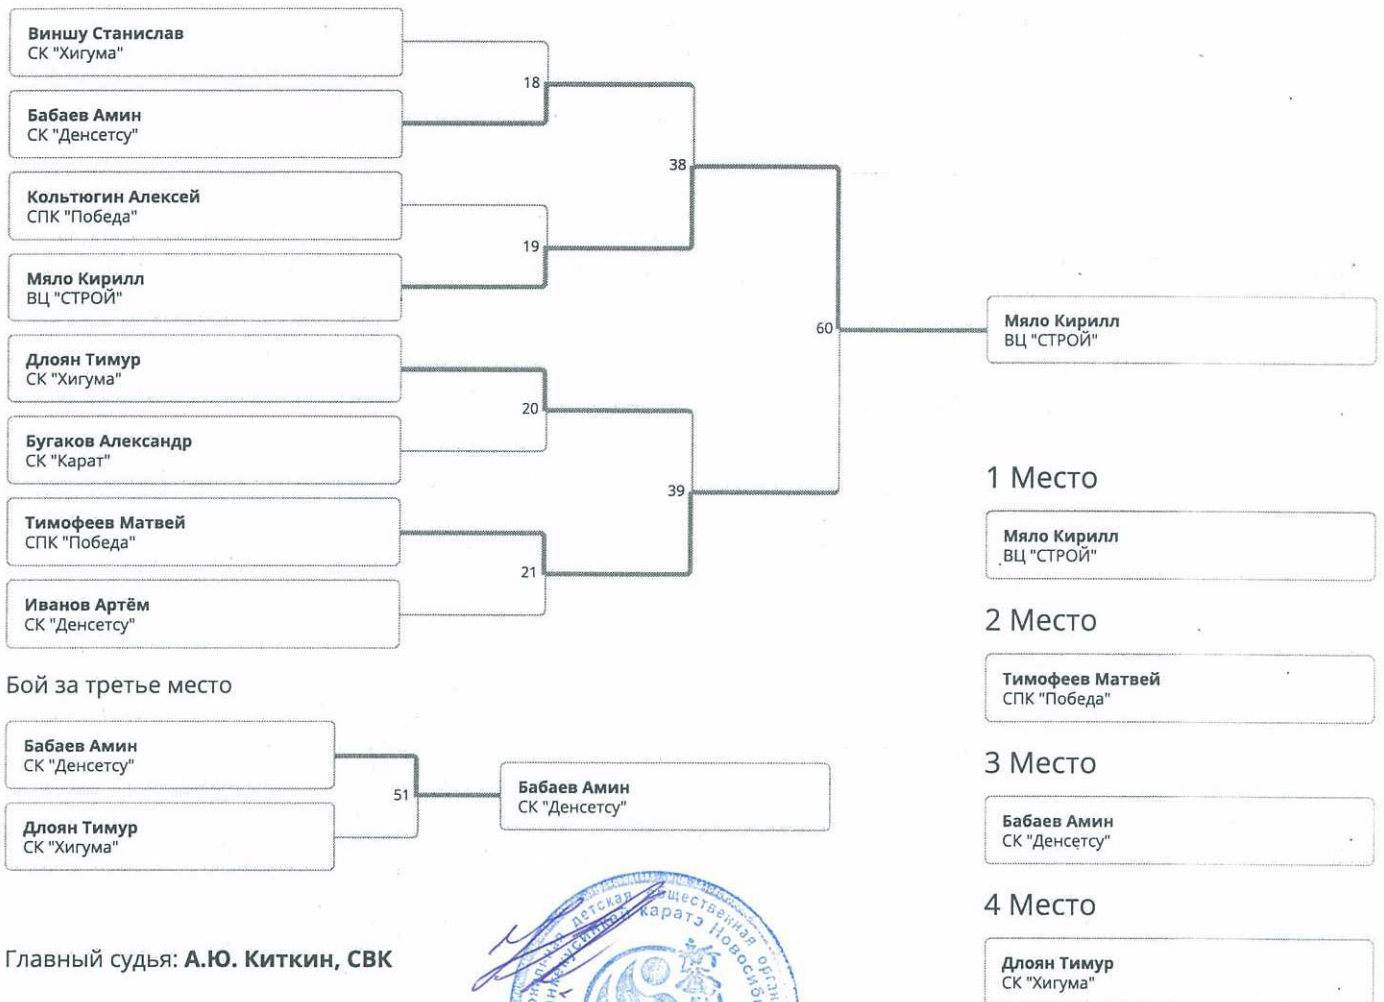 Виншу Станислав
СК "Хигума"
Бабаев Амин
СК "Денсетсу"
Кольтюгин Алексей
СПК "Победа"
Мяло Кирилл
ВЦ "СТРОЙ"
Длоян Тимур
СК "Хигума"
Бугаков Александр
СК "Карат"
Тимофеев Матвей
СПК "Победа"
Иванов Артём
СК "Денсетсу"
18
19
20
21
38
39
60
Мяло Кирилл
ВЦ "СТРОЙ"
Бой за третье место
Бабаев Амин
СК "Денсетсу"
Длоян Тимур
СК "Хигума"
51
Бабаев Амин
СК "Денсетсу"
1 Место
Мяло Кирилл
ВЦ "СТРОЙ"
2 Место
Тимофеев Матвей
СПК "Победа"
3 Место
Бабаев Амин
СК "Денсетсу"
4 Место
Длоян Тимур
СК "Хигума"
Главный судья: А.Ю. Киткин, СВК
детская общественная
каратэ